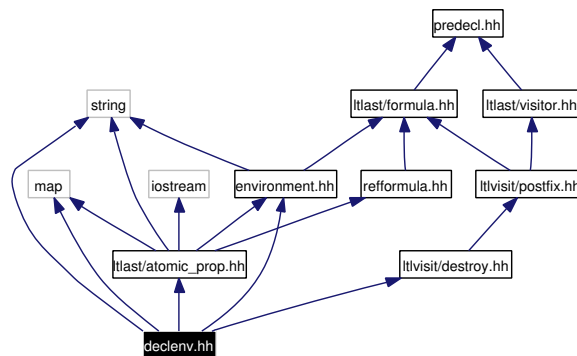 predecl.hh
string
ltlast/formula.hh
ltlast/visitor.hh
map
iostream
environment.hh
refformula.hh
ltlvisit/postfix.hh
ltlast/atomic_prop.hh
ltlvisit/destroy.hh
declenv.hh